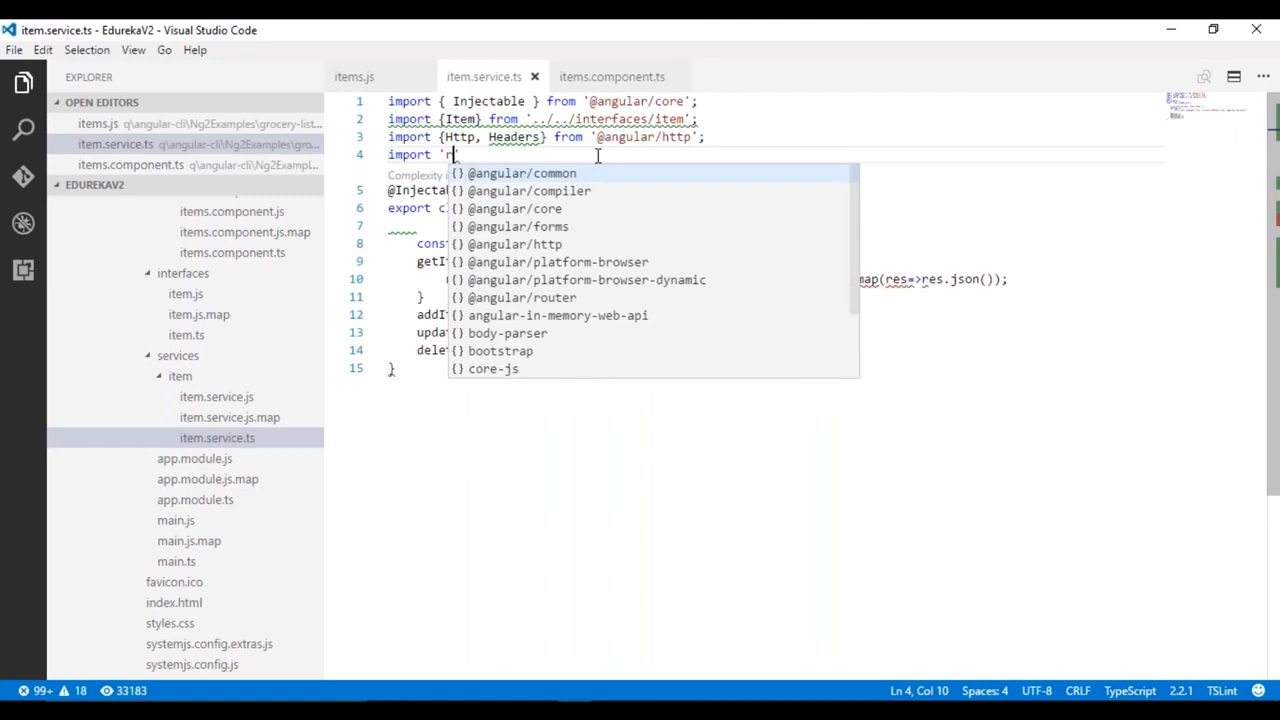 item.service.ts - EdurekaV2 - Visual Studio Code
File Edit Selection View Go Help
EXPLORER
OPEN EDITORS
items.js q\angular-cli\Ng2Examples\grocery-list...
item.service.ts q\angular-cli\Ng2Examples\gro...
items.component.ts q\angular-cli\Ng2Exampl...
EDUREKAV2
items.component.js
items.component.js.map
items.component.ts
interfaces
item.js
item.js.map
item.ts
services
item
item.service.js
item.service.js.map
item.service.ts
app.module.js
app.module.js.map
app.module.ts
main.js
main.js.map
main.ts
favicon.ico
index.html
styles.css
systemjs.config.extras.js
systemjs.config.js
items.js item.service.ts items.component.ts
1 import { Injectable } from '@angular/core';
2 import {Item} from '../../interfaces/item';
3 import {Http, Headers} from '@angular/http';
4 import 'r'
Complexity i
5 @Injectab
6 export cl
7
8 const
9 getIt
10 map(res=>res.json());
11 }
12 addIt
13 updat
14 delet
15 }
{} @angular/common
{} @angular/compiler
{} @angular/core
{} @angular/forms
{} @angular/http
{} @angular/platform-browser
{} @angular/platform-browser-dynamic
{} @angular/router
{} angular-in-memory-web-api
{} body-parser
{} bootstrap
{} core-js
99+ 18 33183 Ln 4, Col 10 Spaces: 4 UTF-8 CRLF TypeScript 2.2.1 TSLint